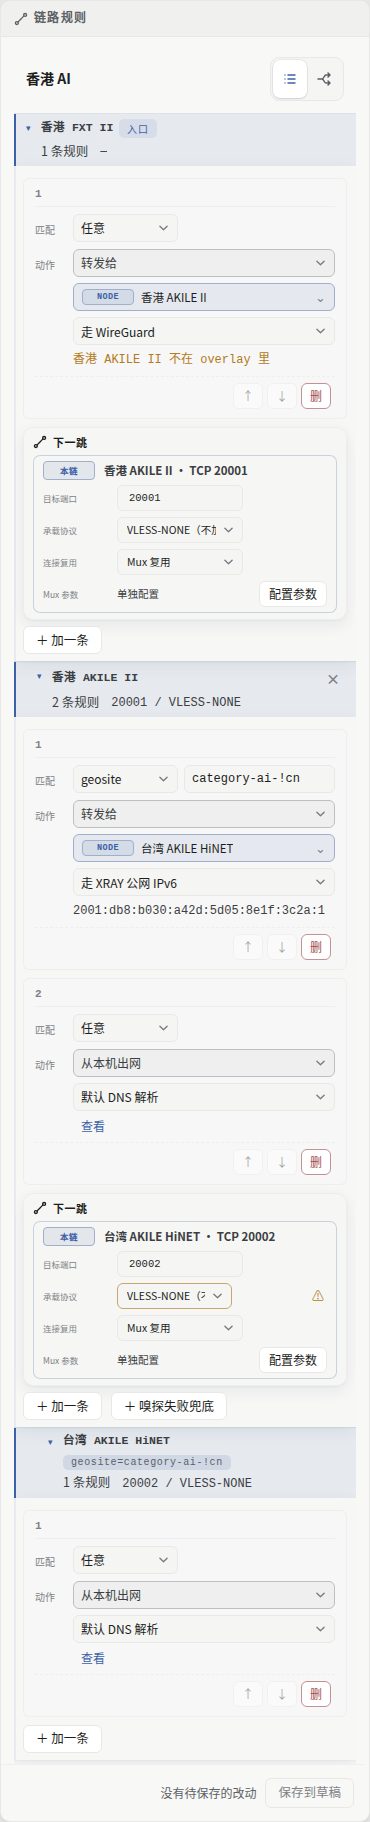 链路规则
香港 AI
香港 FXT II 入口
1 条规则 —
1
匹配 任意
动作 转发给
NODE 香港 AKILE II
走 WireGuard
香港 AKILE II 不在 overlay 里
↑ ↓ 删
下一跳
本链 香港 AKILE II · TCP 20001
目标端口 20001
承载协议 VLESS-NONE（不加
连接复用 Mux 复用
Mux 参数 单独配置 配置参数
＋ 加一条
香港 AKILE II
2 条规则 20001 / VLESS-NONE
1
匹配 geosite category-ai-!cn
动作 转发给
NODE 台湾 AKILE HiNET
走 XRAY 公网 IPv6
2001:db8:b030:a42d:5d05:8e1f:3c2a:1
↑ ↓ 删
2
匹配 任意
动作 从本机出网
默认 DNS 解析
查看
↑ ↓ 删
下一跳
本链 台湾 AKILE HiNET · TCP 20002
目标端口 20002
承载协议 VLESS-NONE（
连接复用 Mux 复用
Mux 参数 单独配置 配置参数
＋ 加一条 ＋ 嗅探失败兜底
台湾 AKILE HiNET
geosite=category-ai-!cn
1 条规则 20002 / VLESS-NONE
1
匹配 任意
动作 从本机出网
默认 DNS 解析
查看
↑ ↓ 删
＋ 加一条
没有待保存的改动 保存到草稿